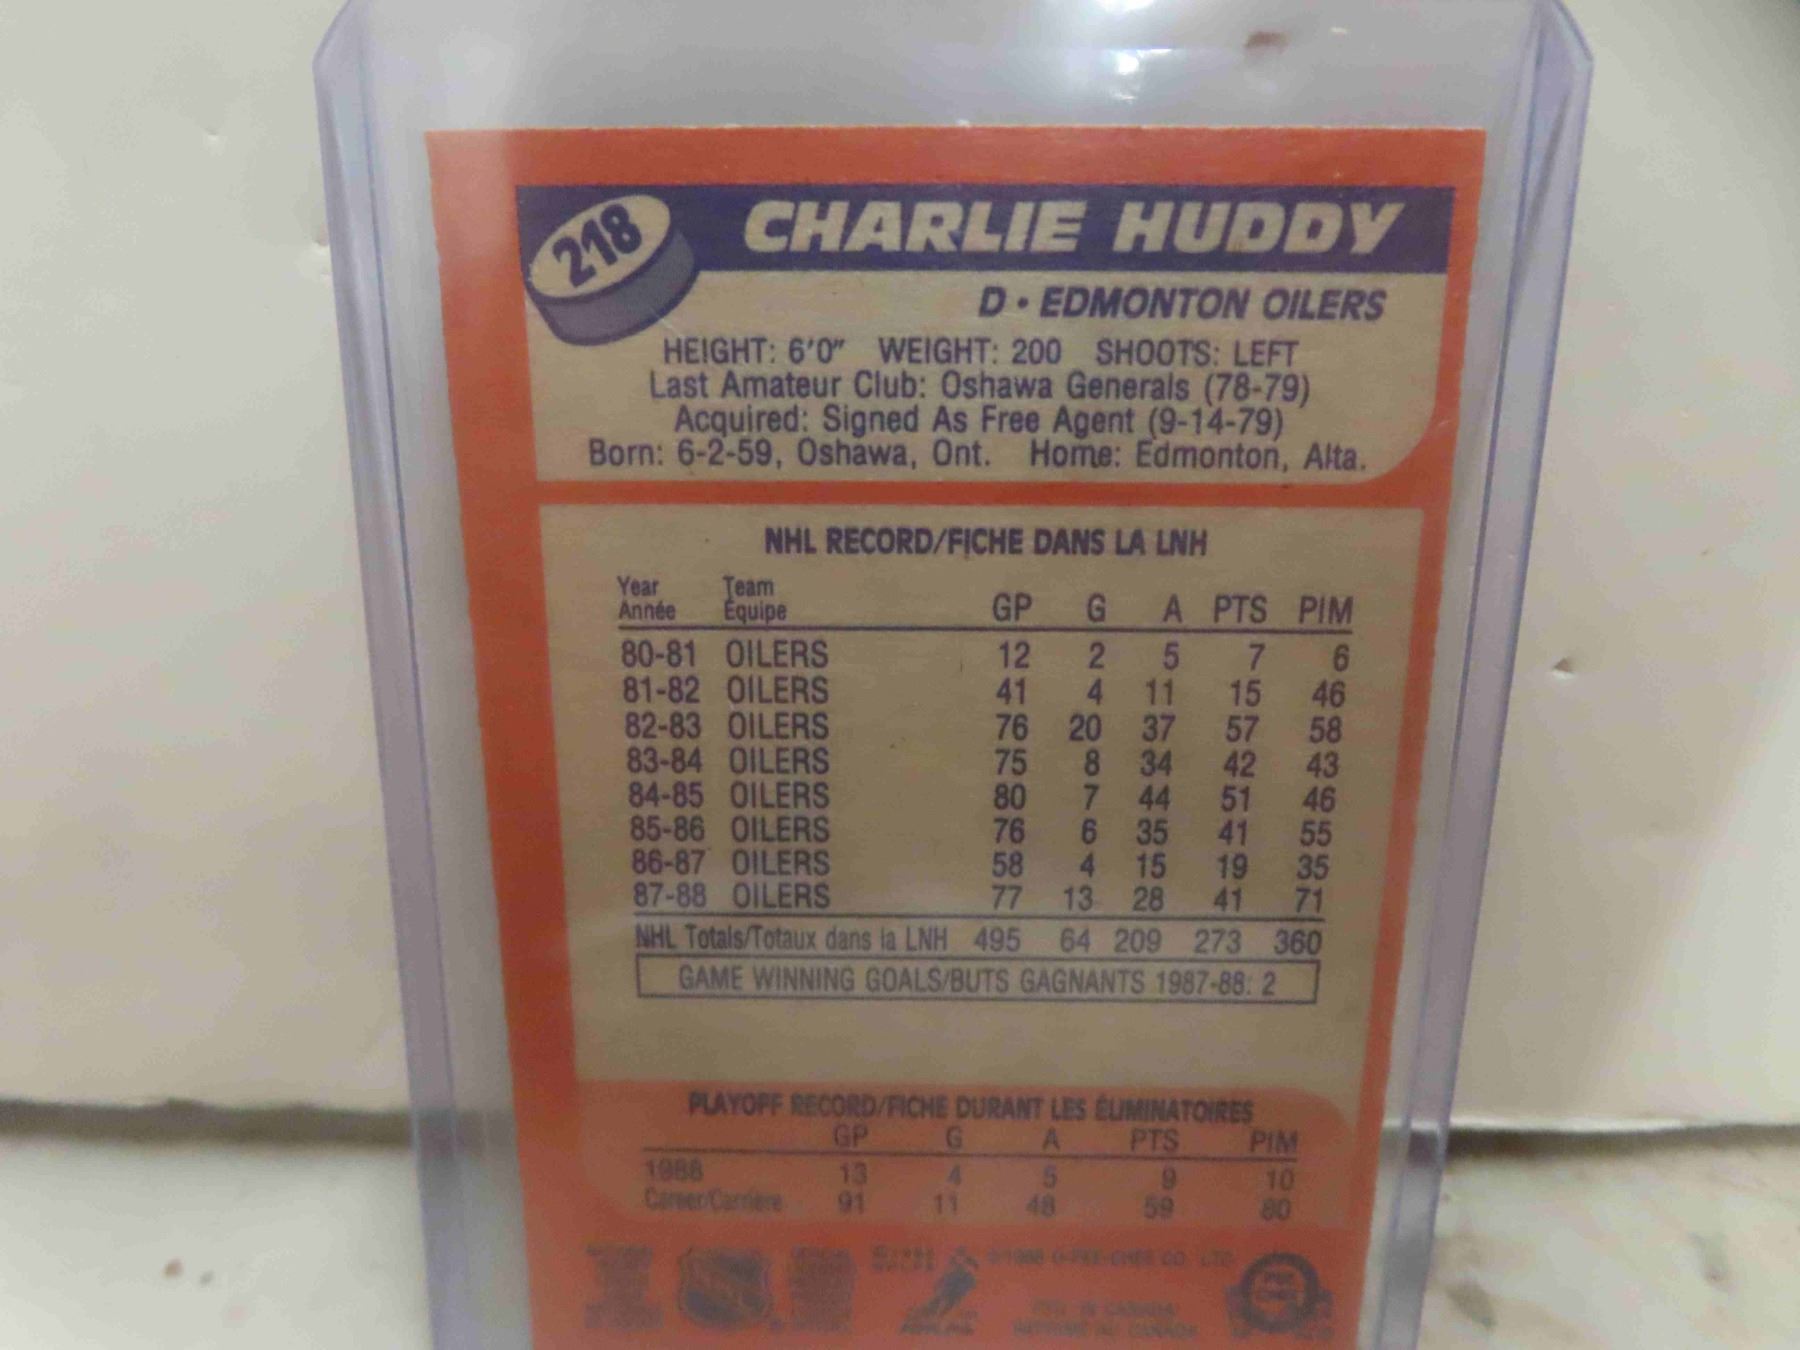 218
CHARLIE HUDDY
D • EDMONTON OILERS
HEIGHT: 6'0" WEIGHT: 200 SHOOTS: LEFT
Last Amateur Club: Oshawa Generals (78-79)
Acquired: Signed As Free Agent (9-14-79)
Born: 6-2-59, Oshawa, Ont. Home: Edmonton, Alta.
NHL RECORD/FICHE DANS LA LNH
Year Team
Année Équipe GP G A PTS PIM
80-81 OILERS 12 2 5 7 6
81-82 OILERS 41 4 11 15 46
82-83 OILERS 76 20 37 57 58
83-84 OILERS 75 8 34 42 43
84-85 OILERS 80 7 44 51 46
85-86 OILERS 76 6 35 41 55
86-87 OILERS 58 4 15 19 35
87-88 OILERS 77 13 28 41 71
NHL Totals/Totaux dans la LNH 495 64 209 273 360
GAME WINNING GOALS/BUTS GAGNANTS 1987-88: 2
PLAYOFF RECORD/FICHE DURANT LES ÉLIMINATOIRES
GP G A PTS PIM
1988 13 4 5 9 10
Career/Carrière 91 11 48 59 80
©1988 O-PEE-CHEE CO. LTD.